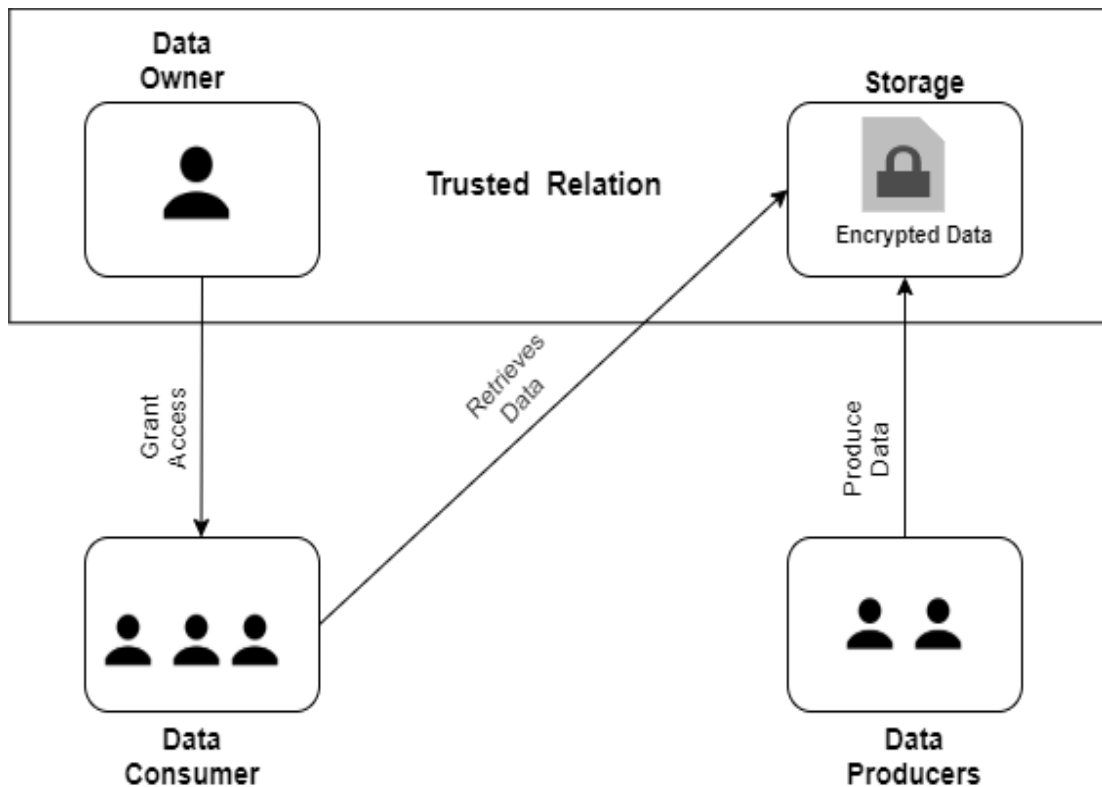 Data
Owner
Storage
Trusted Relation
Encrypted Data
Grant
Access
Retrieves
Data
Produce
Data
Data
Consumer
Data
Producers